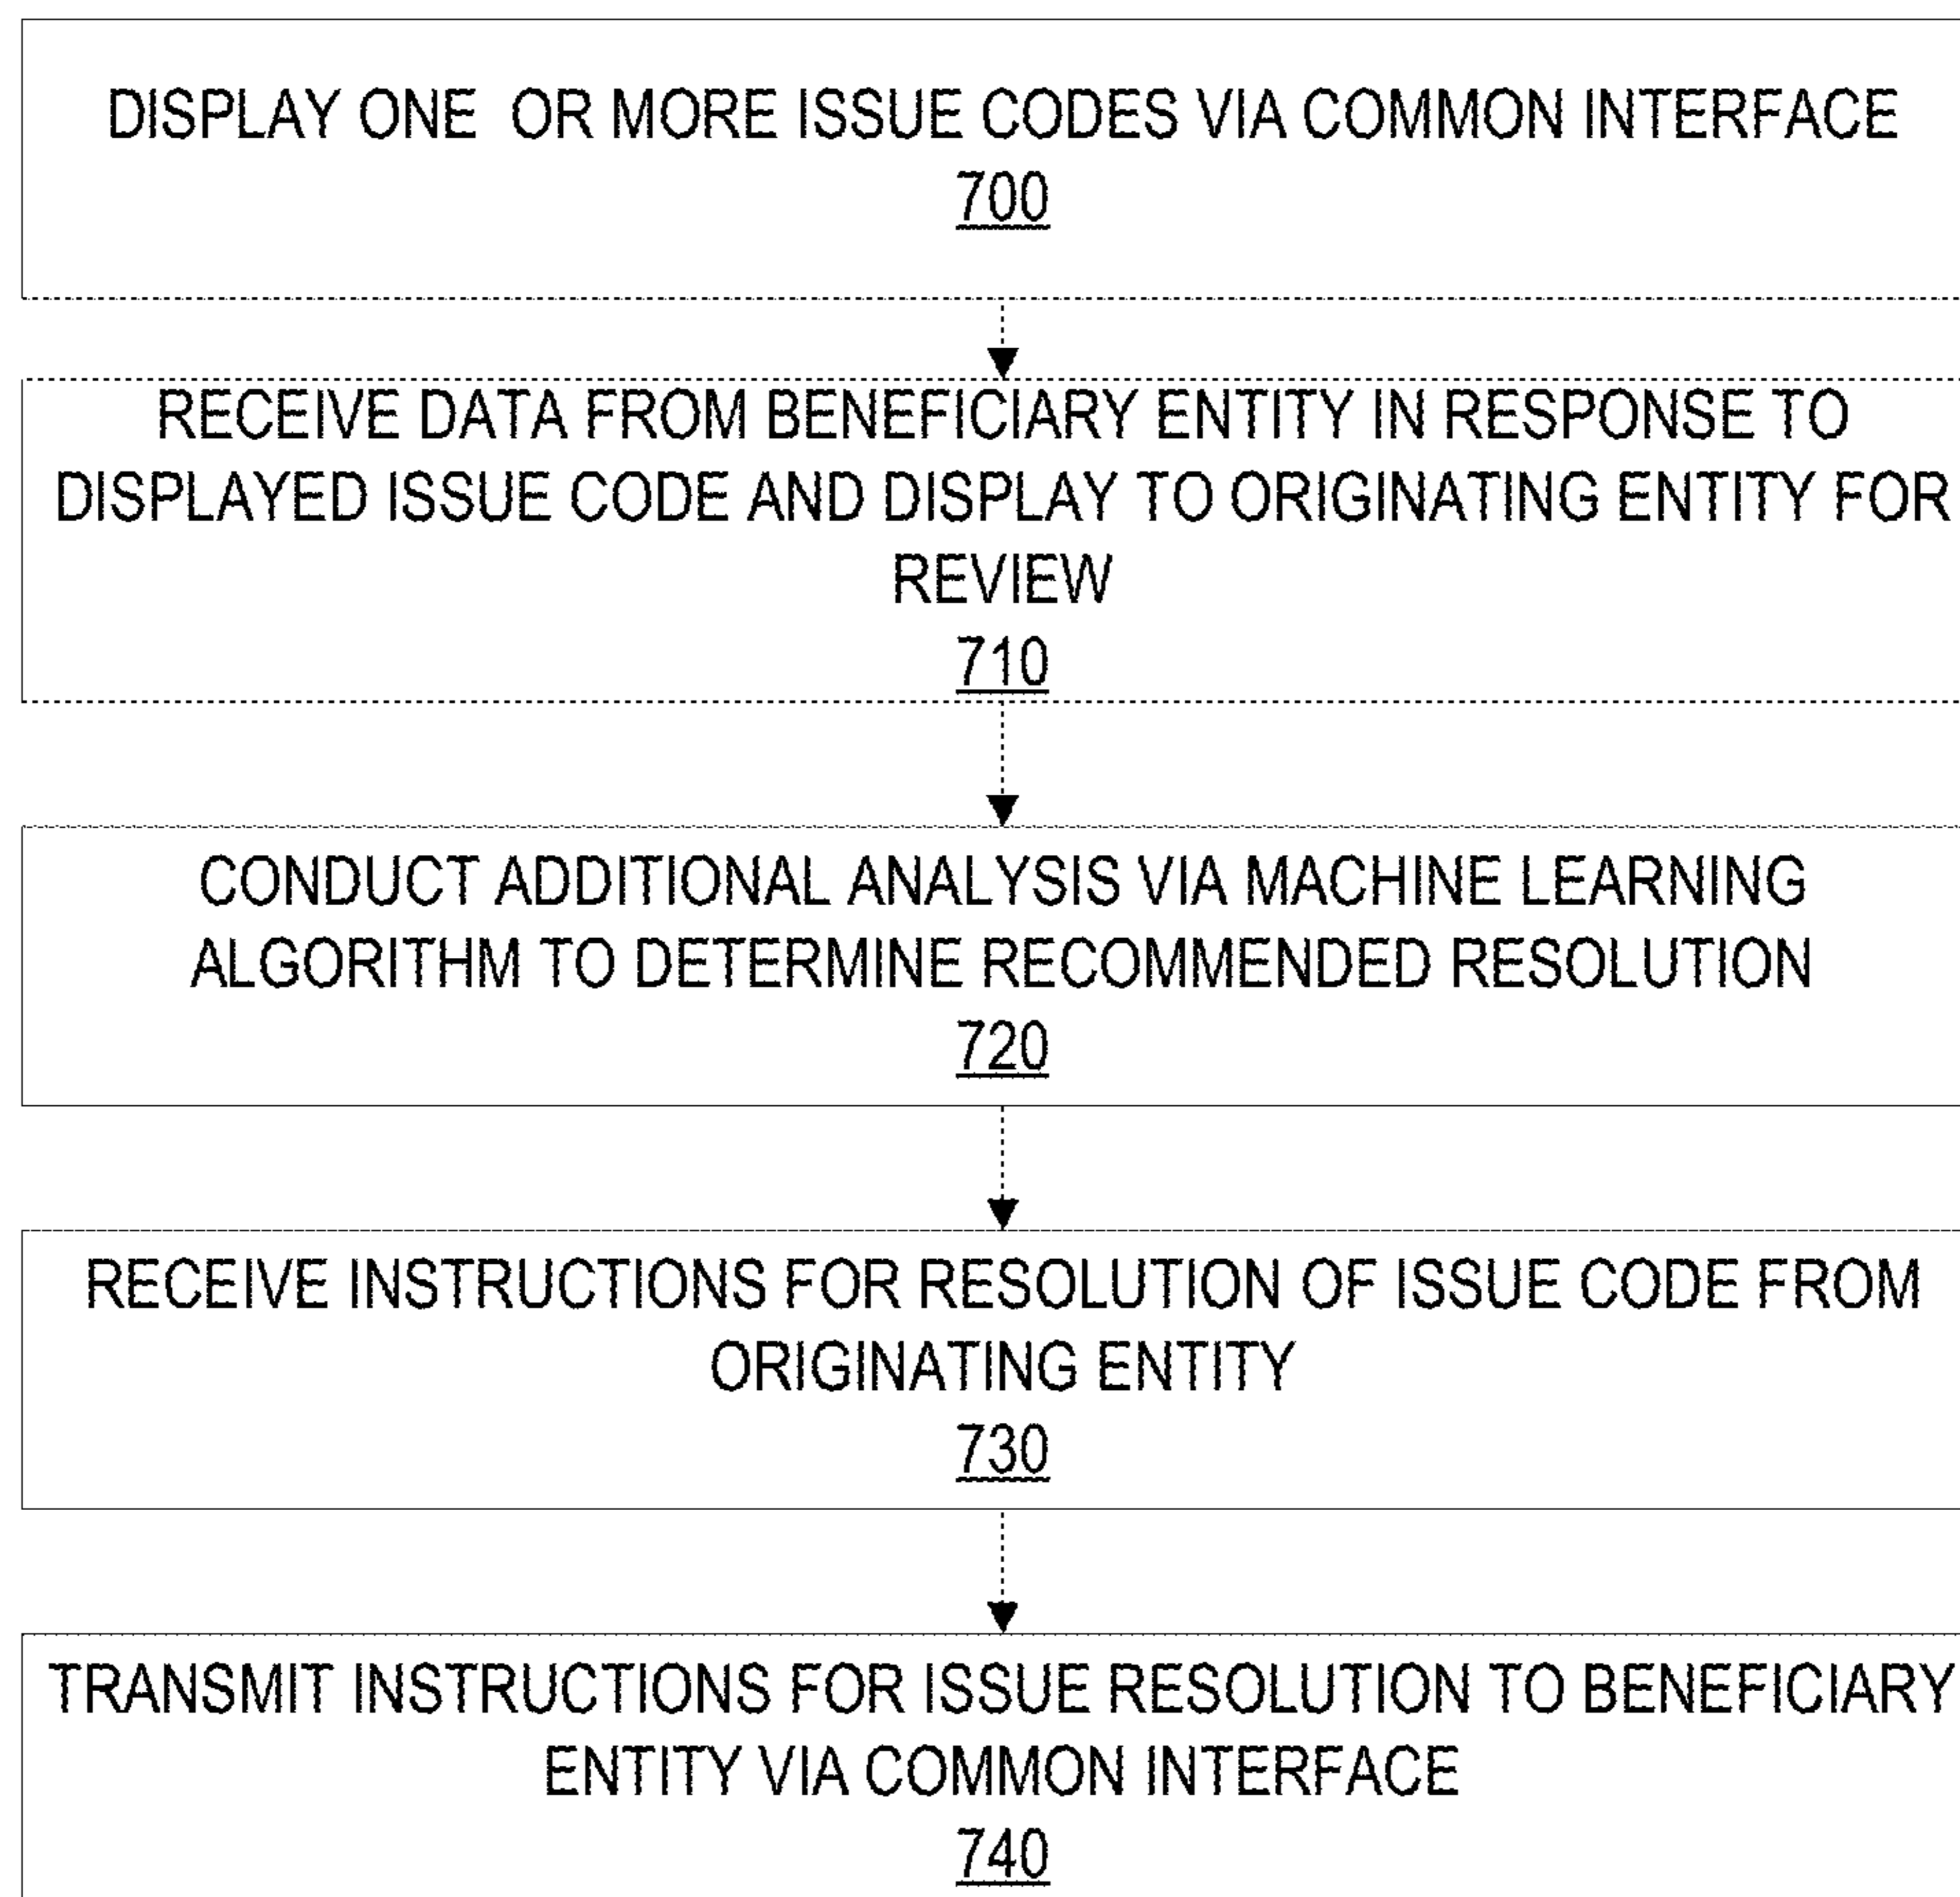 DISPLAY ONE OR MORE ISSUE CODES VIA COMMON INTERFACE
700
RECEIVE DATA FROM BENEFICIARY ENTITY IN RESPONSE TO
DISPLAYED ISSUE CODE AND DISPLAY TO ORIGINATING ENTITY FOR
REVIEW
710
CONDUCT ADDITIONAL ANALYSIS VIA MACHINE LEARNING
ALGORITHM TO DETERMINE RECOMMENDED RESOLUTION
720
RECEIVE INSTRUCTIONS FOR RESOLUTION OF ISSUE CODE FROM
ORIGINATING ENTITY
730
TRANSMIT INSTRUCTIONS FOR ISSUE RESOLUTION TO BENEFICIARY
ENTITY VIA COMMON INTERFACE
740